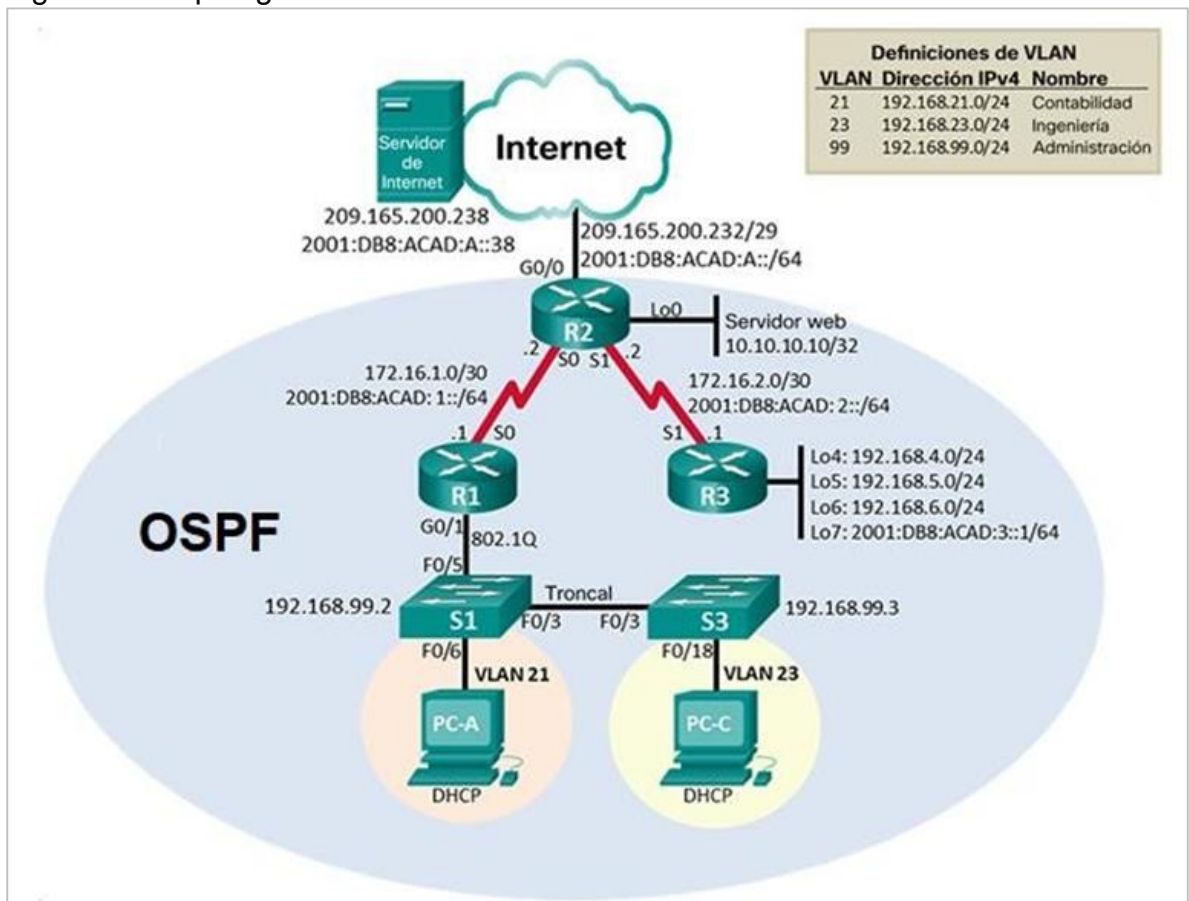 Definiciones de VLAN
VLAN Dirección IPv4 Nombre
21 192.168.21.0/24 Contabilidad
23 192.168.23.0/24 Ingeniería
99 192.168.99.0/24 Administración
Servidor
de
Internet
Internet
209.165.200.238
2001:DB8:ACAD:A::38
209.165.200.232/29
2001:DB8:ACAD:A::/64
G0/0
R2
Lo0
Servidor web
10.10.10.10/32
.2 S0 S1 .2
172.16.1.0/30
2001:DB8:ACAD: 1::/64
172.16.2.0/30
2001:DB8:ACAD: 2::/64
.1 S0
S1 .1
R1
R3
Lo4: 192.168.4.0/24
Lo5: 192.168.5.0/24
Lo6: 192.168.6.0/24
Lo7: 2001:DB8:ACAD:3::1/64
OSPF
G0/1
802.1Q
F0/5
192.168.99.2
S1
Troncal
F0/3 F0/3
S3
192.168.99.3
F0/6
VLAN 21
F0/18
VLAN 23
PC-A
PC-C
DHCP
DHCP